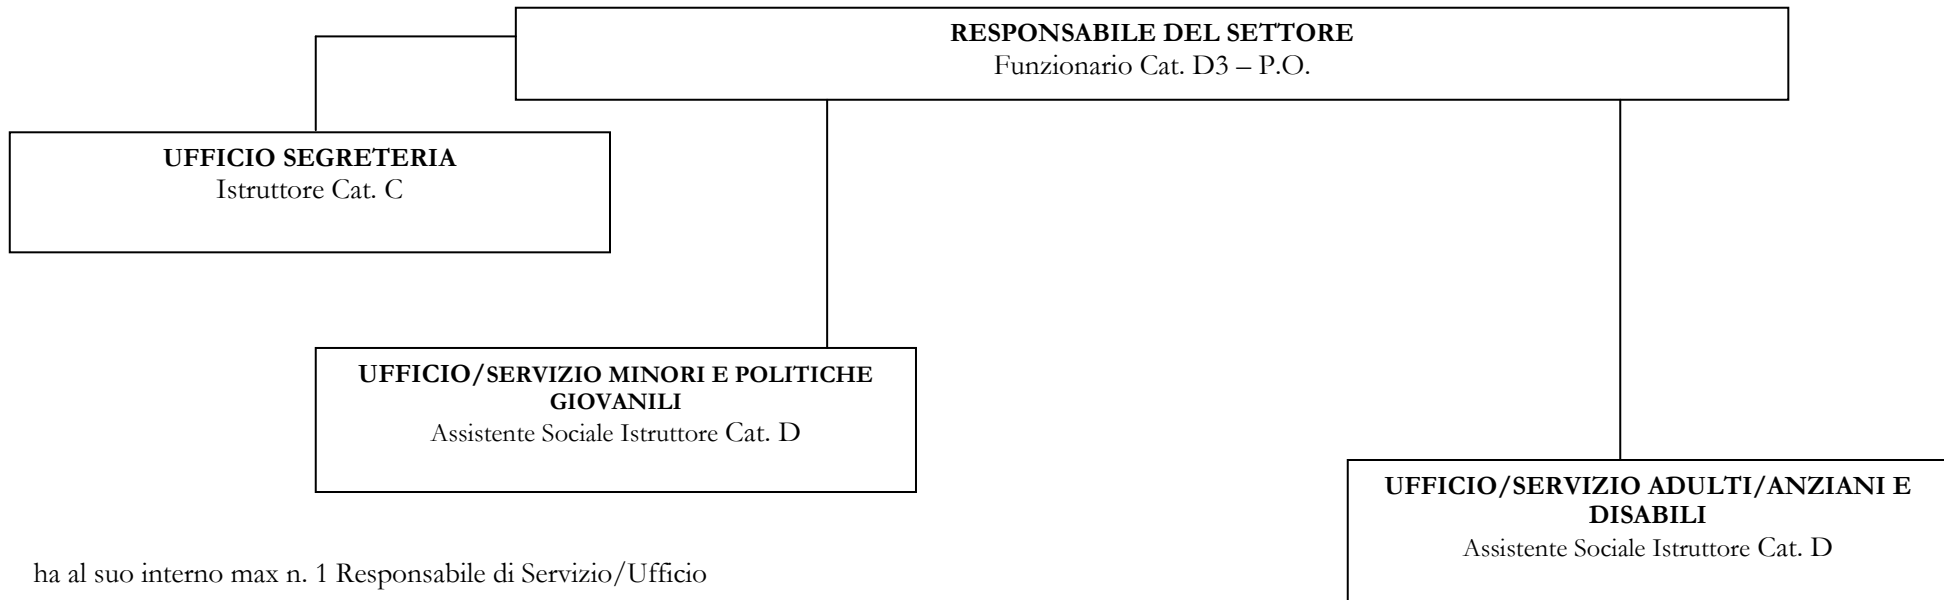 RESPONSABILE DEL SETTORE
Funzionario Cat. D3 – P.O.
UFFICIO SEGRETERIA
Istruttore Cat. C
UFFICIO/SERVIZIO MINORI E POLITICHE
GIOVANILI
Assistente Sociale Istruttore Cat. D
UFFICIO/SERVIZIO ADULTI/ANZIANI E
DISABILI
Assistente Sociale Istruttore Cat. D
ha al suo interno max n. 1 Responsabile di Servizio/Ufficio